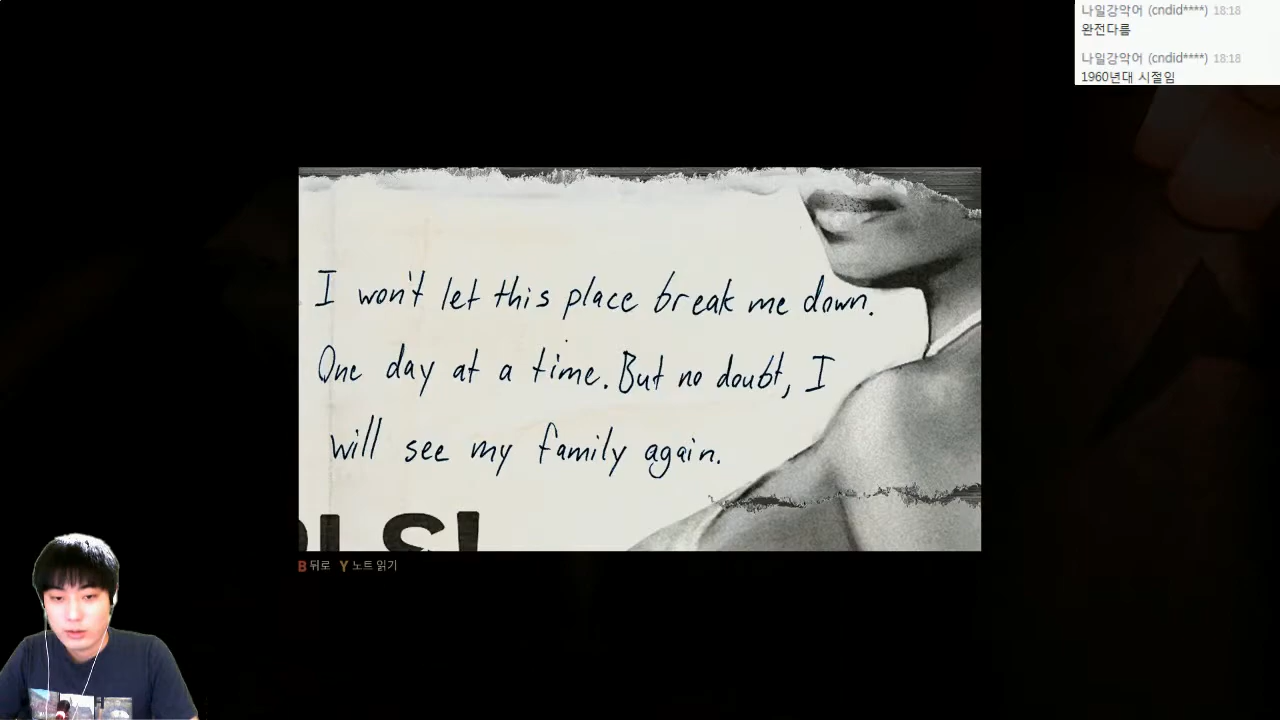 나일강악어 (cndid****) 18:18
완전다름
나일강악어 (cndid****) 18:18
1960년대 시절임
I won't let this place break me down.
One day at a time. But no doubt, I
will see my family again.
LS!
B 뒤로 Y 노트 읽기